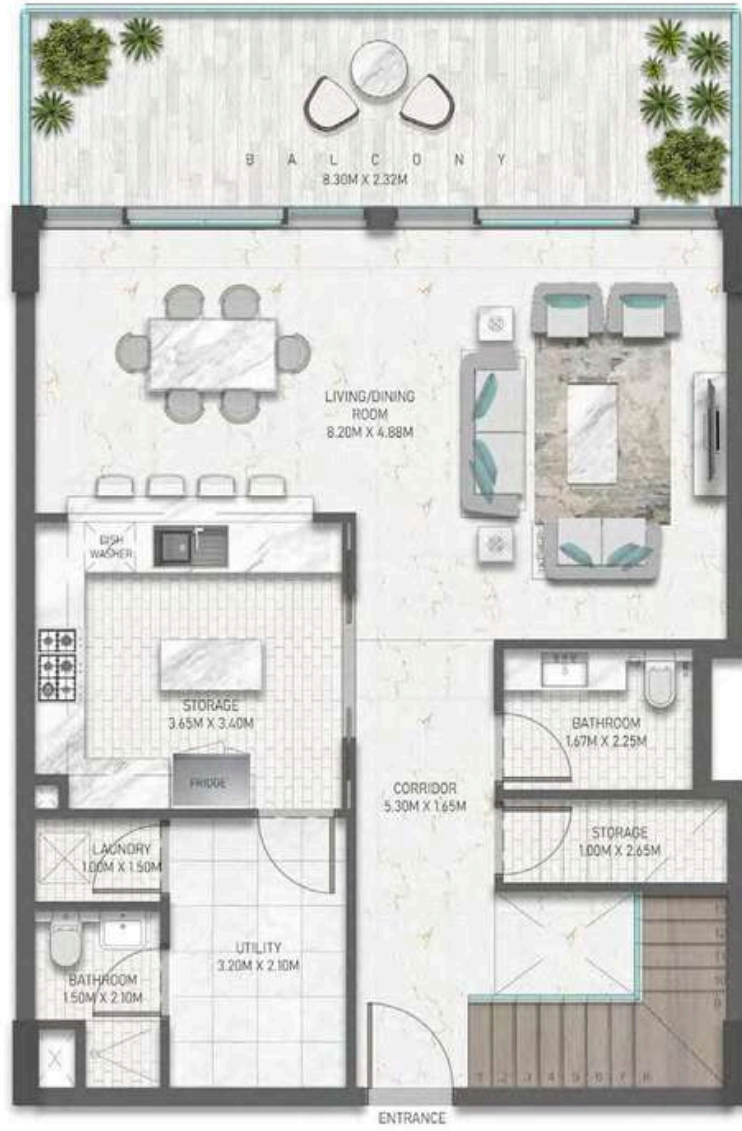 BALCONY
8.30M X 2.32M
LIVING/DINING
ROOM
8.20M X 4.88M
DISH
WASHER
STORAGE
3.65M X 3.40M
FRIDGE
BATHROOM
1.67M X 2.25M
CORRIDOR
5.30M X 1.65M
STORAGE
1.00M X 2.65M
LAUNDRY
1.00M X 1.50M
UTILITY
3.20M X 2.10M
BATHROOM
1.50M X 2.10M
13
12
11
10
9
1 2 3 4 5 6 7 8
ENTRANCE